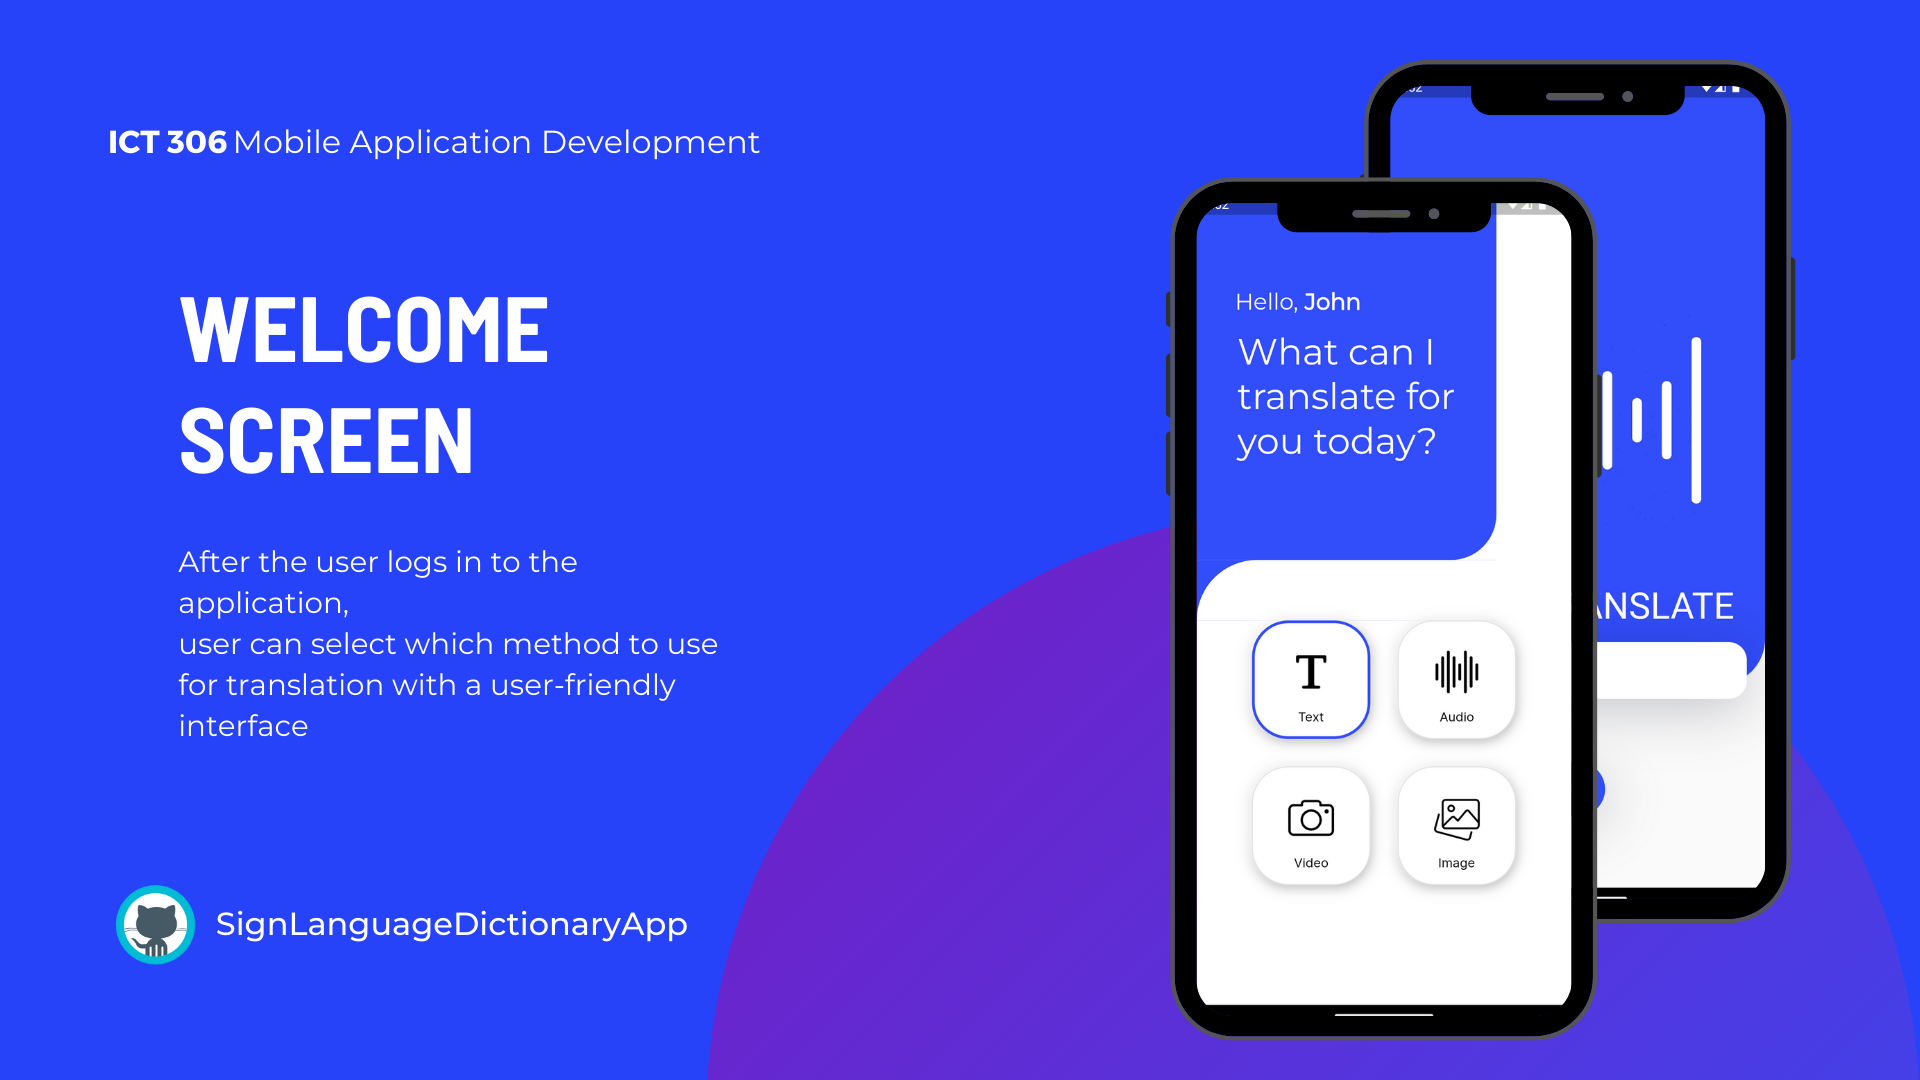 ICT 306 Mobile Application Development
WELCOME
SCREEN
After the user logs in to the
application,
user can select which method to use
for translation with a user-friendly
interface
SignLanguageDictionaryApp
Hello, John
What can I
translate for
you today?
Text
Audio
Video
Image
ANSLATE